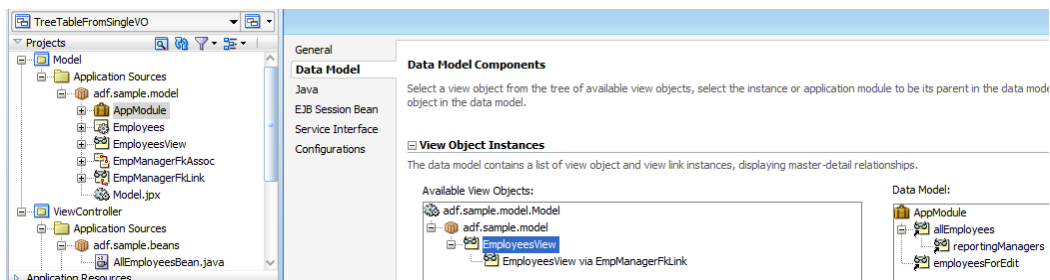 TreeTableFromSingleVO
Projects
Model
Application Sources
adf.sample.model
AppModule
Employees
EmployeesView
EmpManagerFkAssoc
EmpManagerFkLink
Model.jpx
ViewController
Application Sources
adf.sample.beans
AllEmployeesBean.java
Application Resources
General
Data Model
Java
EJB Session Bean
Service Interface
Configurations
Data Model Components
Select a view object from the tree of available view objects, select the instance or application module to be its parent in the data mode
object in the data model.
View Object Instances
The data model contains a list of view object and view link instances, displaying master-detail relationships.
Available View Objects:
adf.sample.model.Model
adf.sample.model
EmployeesView
EmployeesView via EmpManagerFkLink
Data Model:
AppModule
allEmployees
reportingManagers
employeesForEdit